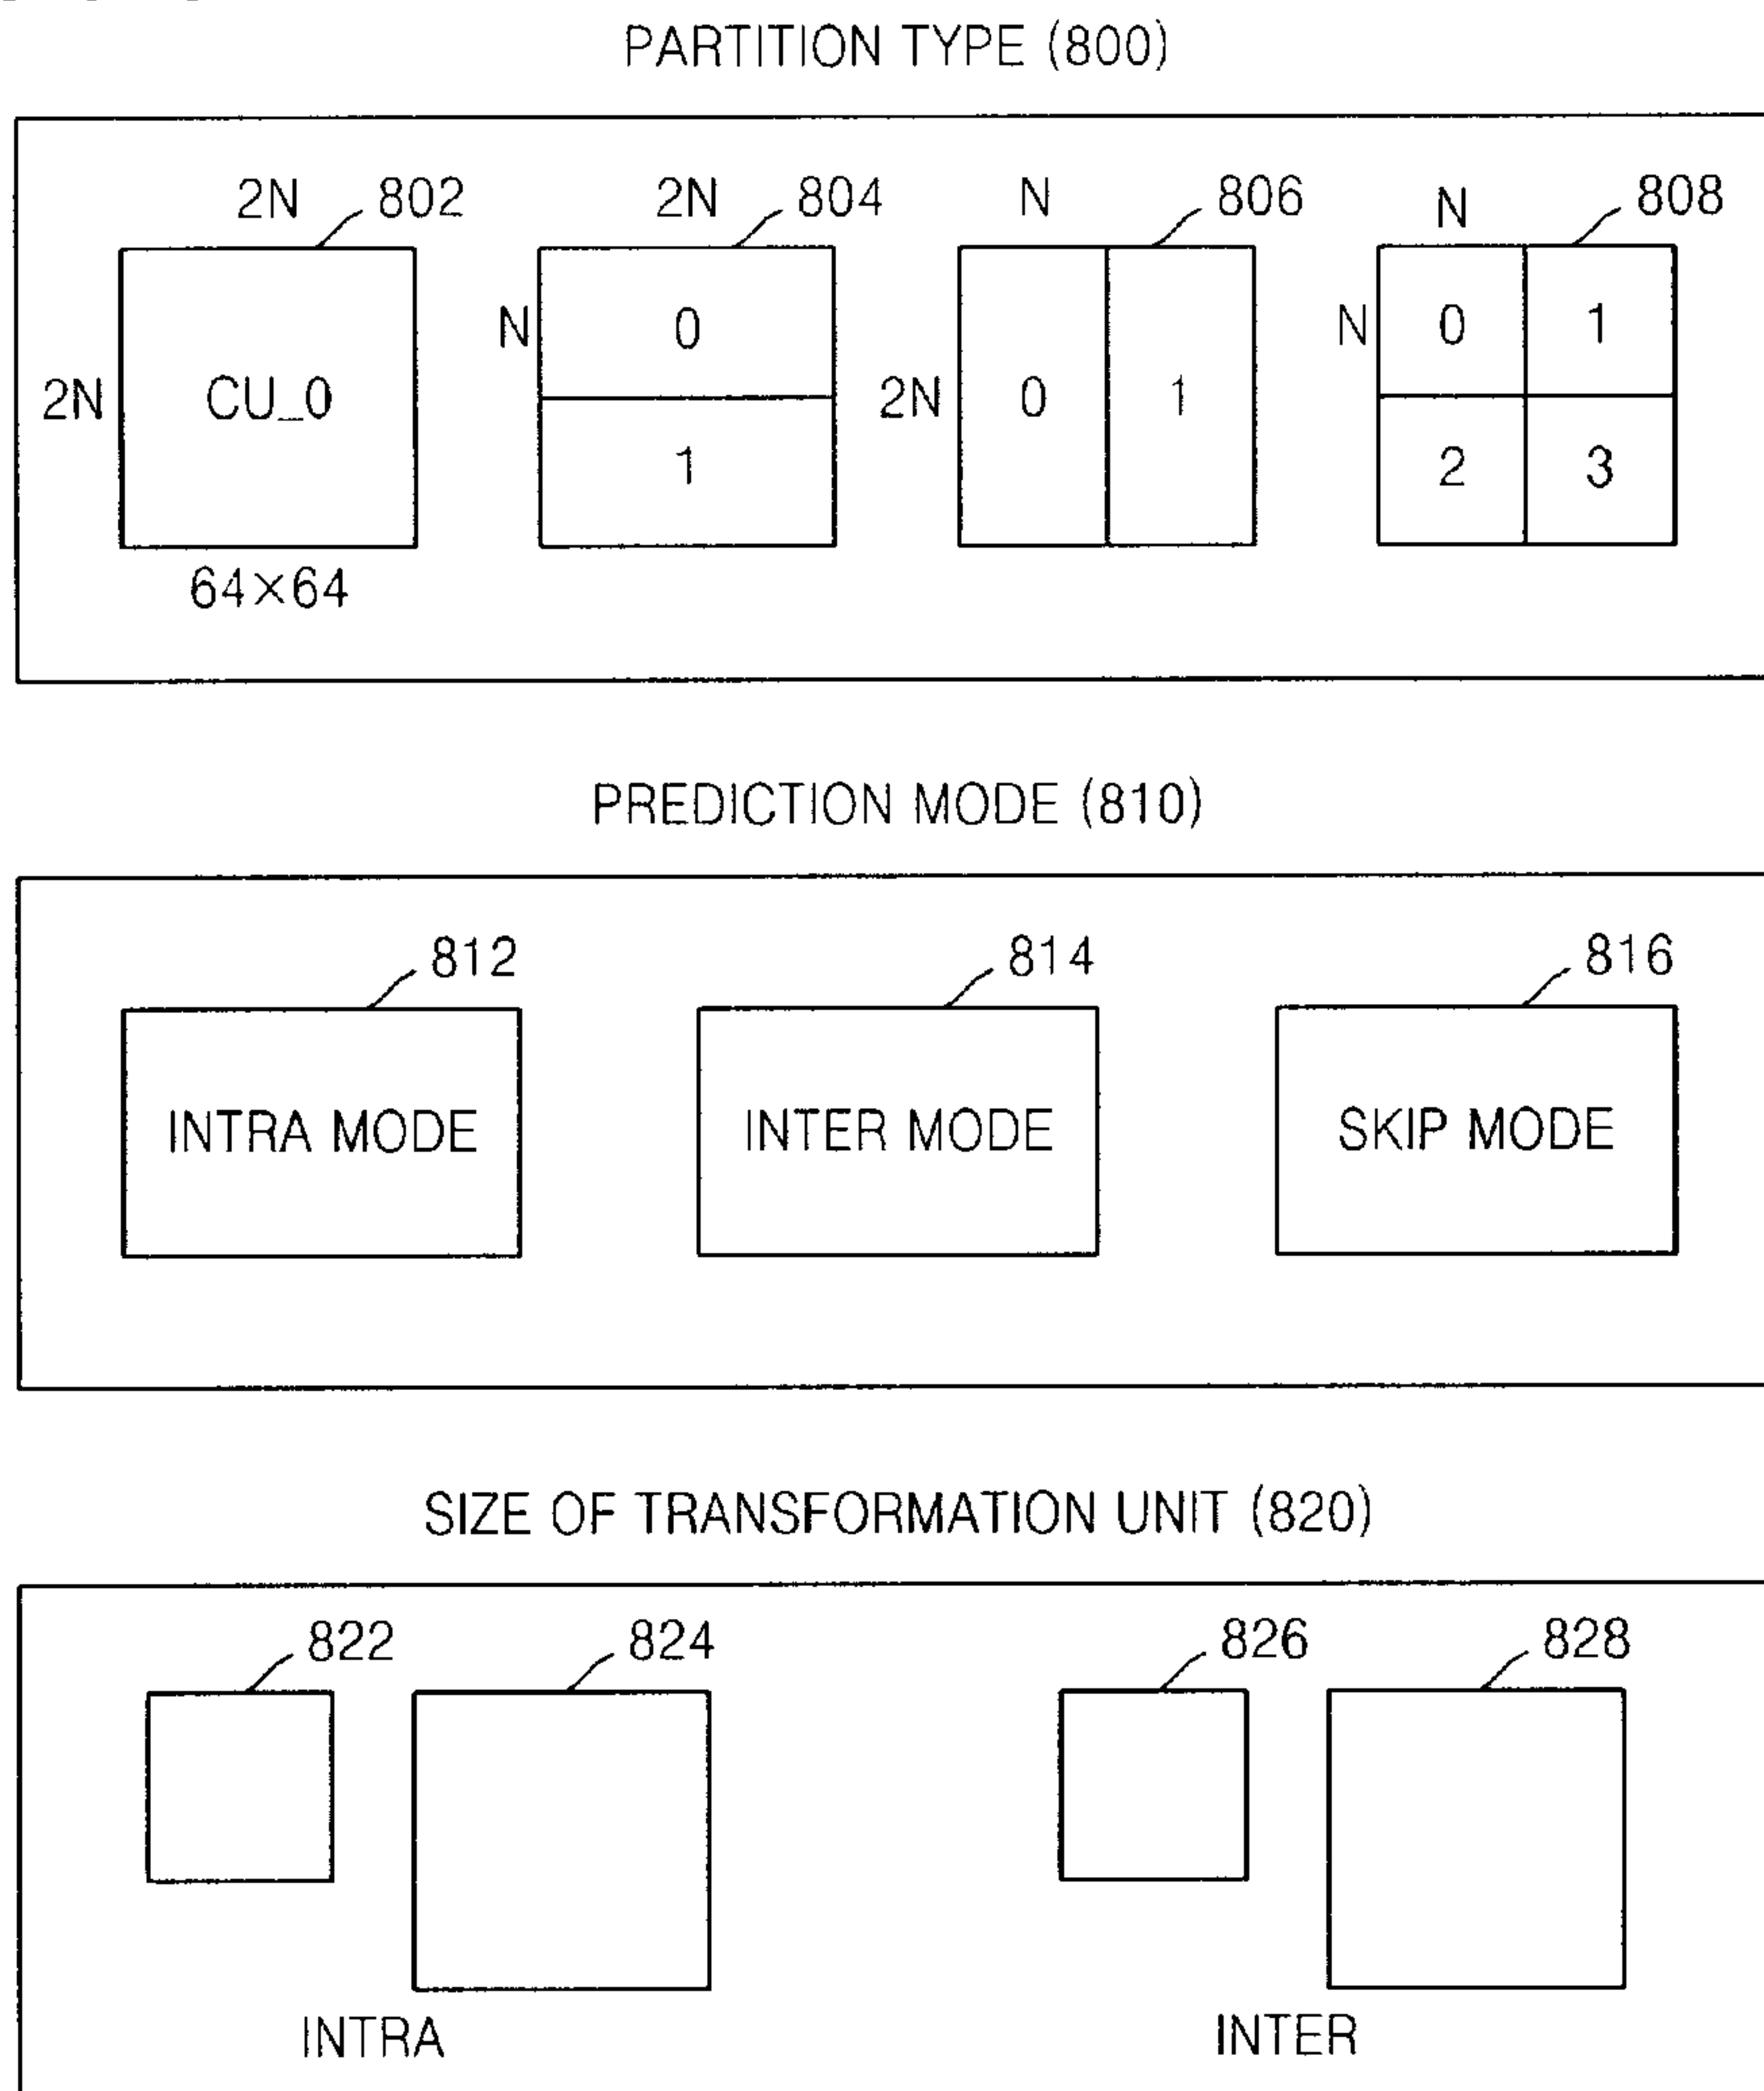 PARTITION TYPE (800)
2N 802 2N 804 N 806 N 808
N 0 N 0 1
2N CU_0 2N 0 1
1 2 3
64×64
PREDICTION MODE (810)
812 814 816
INTRA MODE INTER MODE SKIP MODE
SIZE OF TRANSFORMATION UNIT (820)
822 824 826 828
INTRA INTER